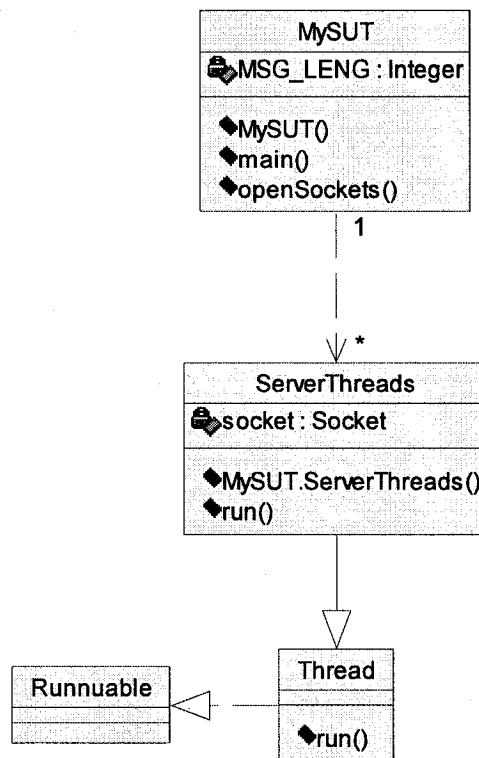 MySUT
MSG_LENG : Integer
MySUT()
main()
openSockets()
1
*
ServerThreads
socket : Socket
MySUT.ServerThreads()
run()
Thread
Runnuable
run()